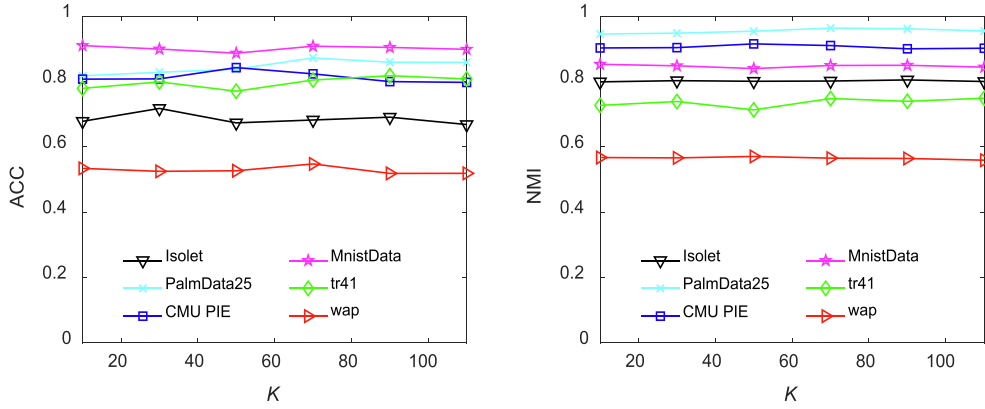 1
0.8
0.6
0.4
0.2
0
ACC
Isolet
PalmData25
CMU PIE
MnistData
tr41
wap
20 40 60 80 100
K
1
0.8
0.6
0.4
0.2
0
NMI
Isolet
PalmData25
CMU PIE
MnistData
tr41
wap
20 40 60 80 100
K